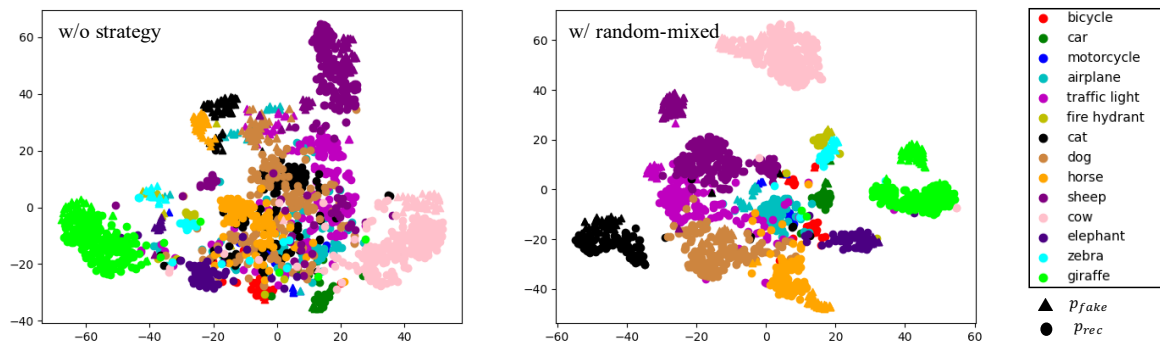 w/o strategy
60
40
20
0
−20
−40
−60 −40 −20 0 20 40
w/ random-mixed
60
40
20
0
−20
−40
−60 −40 −20 0 20 40 60
bicycle
car
motorcycle
airplane
traffic light
fire hydrant
cat
dog
horse
sheep
cow
elephant
zebra
giraffe
p_fake
p_rec